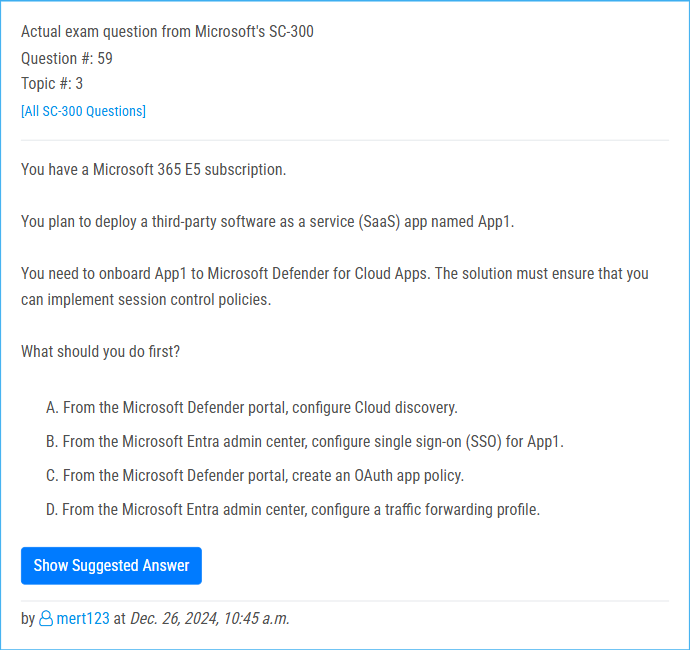 Actual exam question from Microsoft's SC-300
Question #: 59
Topic #: 3
[All SC-300 Questions]
You have a Microsoft 365 E5 subscription.
You plan to deploy a third-party software as a service (SaaS) app named App1.
You need to onboard App1 to Microsoft Defender for Cloud Apps. The solution must ensure that you
can implement session control policies.
What should you do first?
A. From the Microsoft Defender portal, configure Cloud discovery.
B. From the Microsoft Entra admin center, configure single sign-on (SSO) for App1.
C. From the Microsoft Defender portal, create an OAuth app policy.
D. From the Microsoft Entra admin center, configure a traffic forwarding profile.
Show Suggested Answer
by mert123 at Dec. 26, 2024, 10:45 a.m.